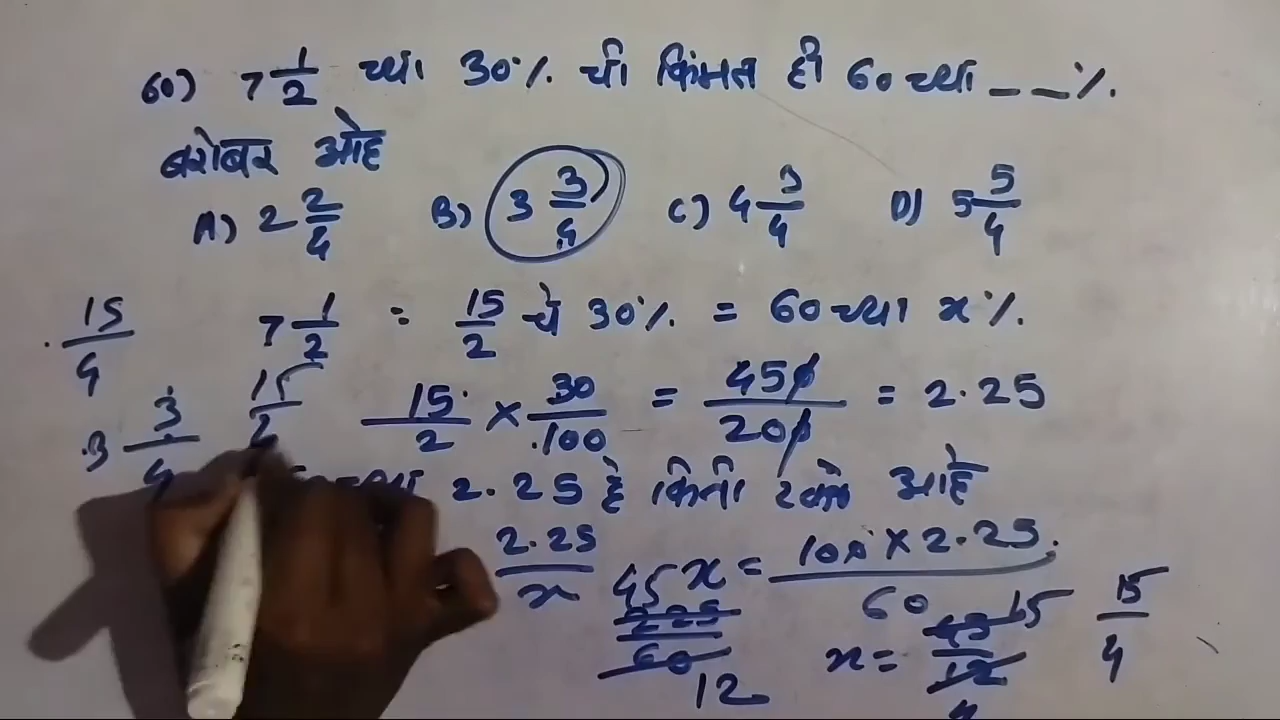 60) 7 1/2 च्या 30% ची किंमत ही 60 च्या _ _ %.
बरोबर आहे
A) 2 2/4 B) 3 3/4 C) 4 3/4 D) 5 5/4
7 1/2 = 15/2 चे 30% = 60 च्या x%.
15/2 × 30/100 = 450/200 = 2.25
2.25 हे किती टक्के आहे
2.25/x
x = 100 × 2.25/60
45
225/60
12
x = 45/12
15
4
15/4
15/4
3 3/4
15/2